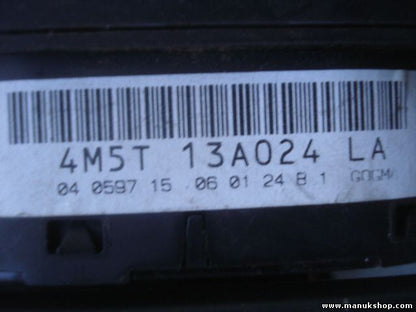 4M5T 13A024 LA
04 0597 15 06 01 24 B 1
www.manukshop.com